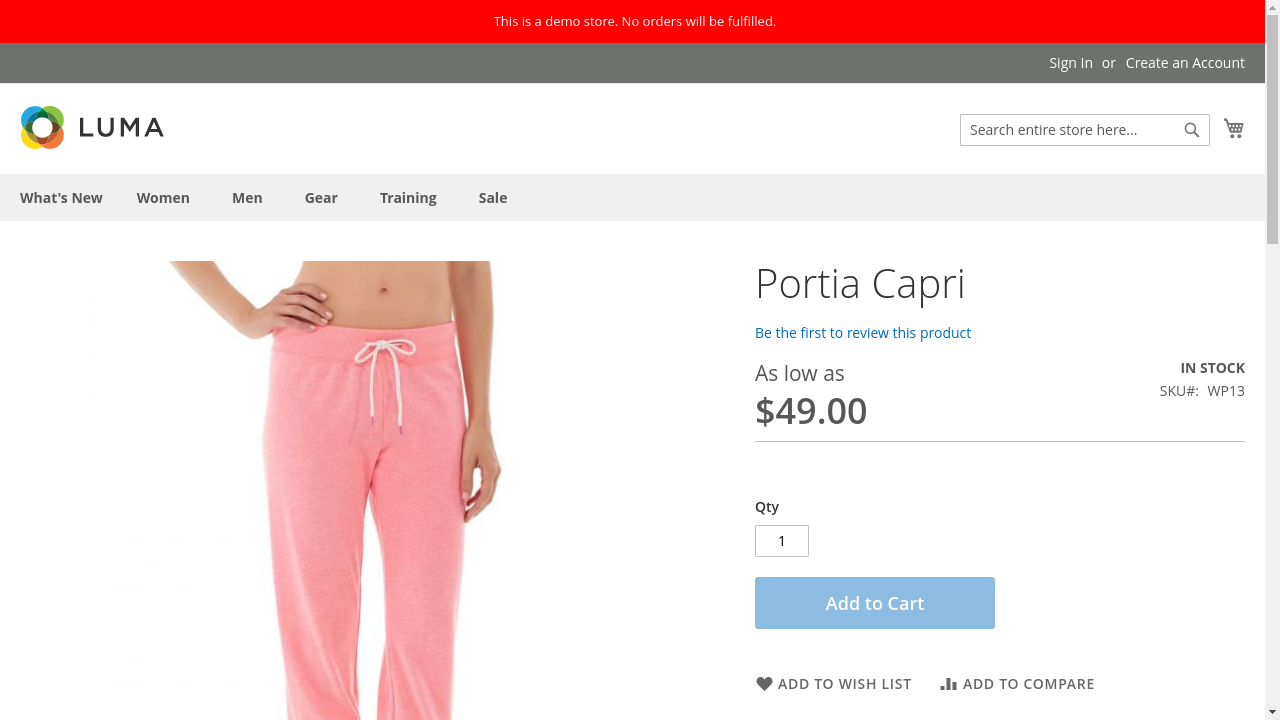 This is a demo store. No orders will be fulfilled.
Sign In or Create an Account
LUMA
Search entire store here...
What's New Women Men Gear Training Sale
Portia Capri
Be the first to review this product
As low as
IN STOCK
$49.00
SKU#: WP13
Qty
1
Add to Cart
ADD TO WISH LIST ADD TO COMPARE